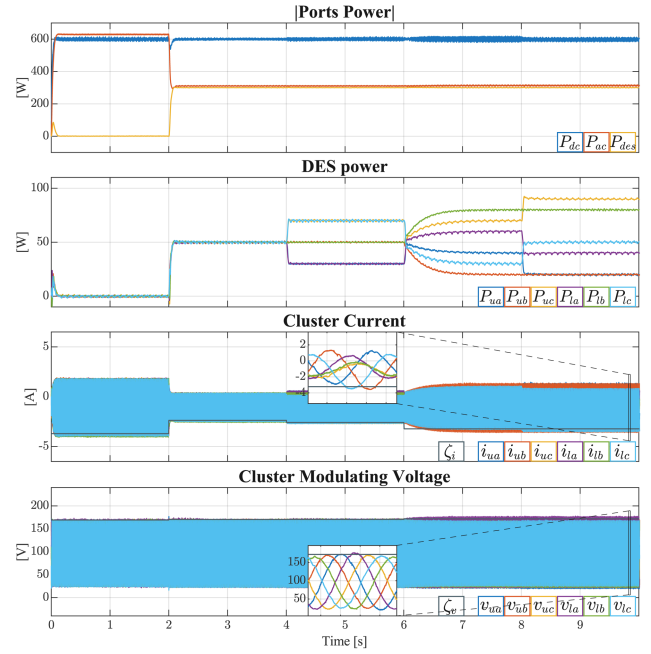 |Ports Power|
600
400
200
0
[W]
P_dc P_ac P_des
DES power
100
50
0
[W]
P_ua P_ub P_uc P_la P_lb P_lc
Cluster Current
5
0
-5
[A]
2
0
-2
ζ_i i_ua i_ub i_uc i_la i_lb i_lc
Cluster Modulating Voltage
200
150
100
50
0
[V]
150
100
50
ζ_v v_ua v_ub v_uc v_la v_lb v_lc
0 1 2 3 4 5 6 7 8 9
Time [s]